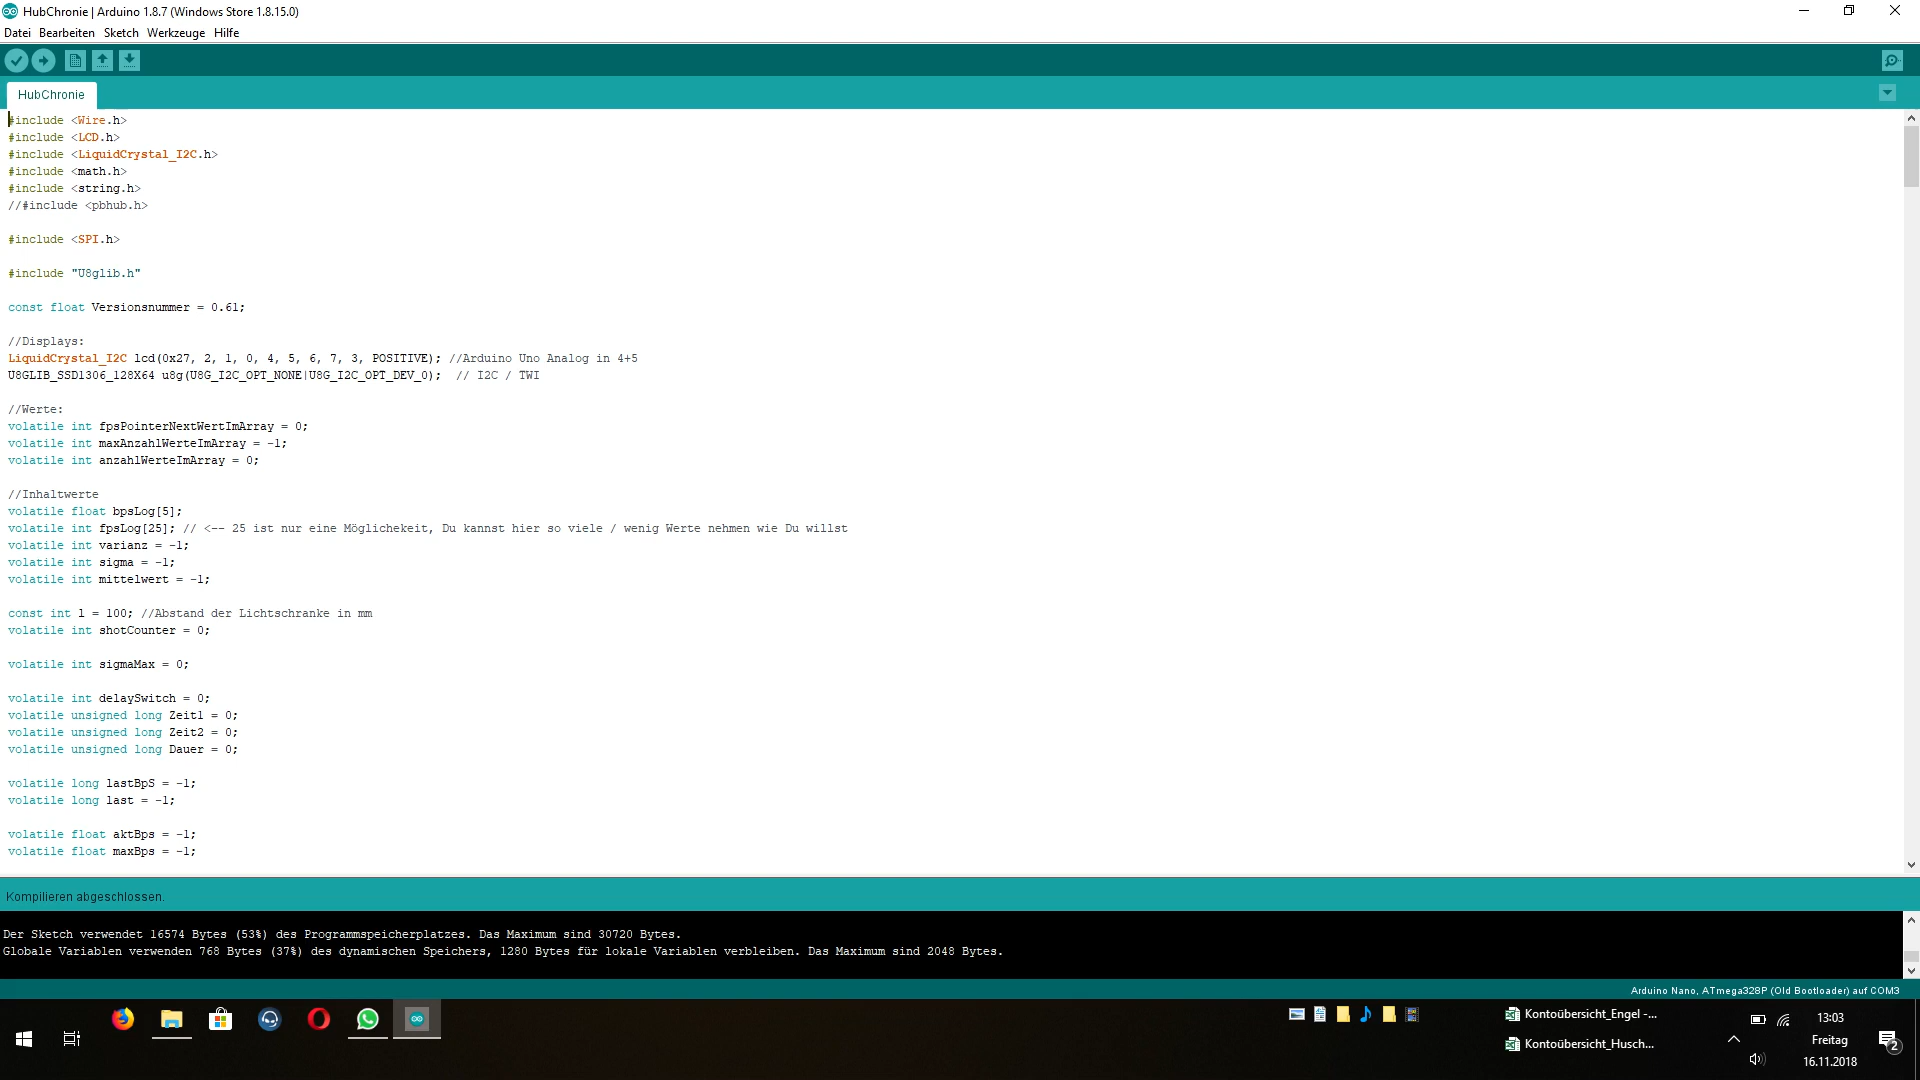 HubChronie | Arduino 1.8.7 (Windows Store 1.8.15.0)
Datei Bearbeiten Sketch Werkzeuge Hilfe
HubChronie
#include <Wire.h>
#include <LCD.h>
#include <LiquidCrystal_I2C.h>
#include <math.h>
#include <string.h>
//#include <pbhub.h>
#include <SPI.h>
#include "U8glib.h"
const float Versionsnummer = 0.61;
//Displays:
LiquidCrystal_I2C lcd(0x27, 2, 1, 0, 4, 5, 6, 7, 3, POSITIVE); //Arduino Uno Analog in 4+5
U8GLIB_SSD1306_128X64 u8g(U8G_I2C_OPT_NONE|U8G_I2C_OPT_DEV_0);  // I2C / TWI
//Werte:
volatile int fpsPointerNextWertImArray = 0;
volatile int maxAnzahlWerteImArray = -1;
volatile int anzahlWerteImArray = 0;
//Inhaltwerte
volatile float bpsLog[5];
volatile int fpsLog[25]; // <-- 25 ist nur eine Möglichekeit, Du kannst hier so viele / wenig Werte nehmen wie Du willst
volatile int varianz = -1;
volatile int sigma = -1;
volatile int mittelwert = -1;
const int l = 100; //Abstand der Lichtschranke in mm
volatile int shotCounter = 0;
volatile int sigmaMax = 0;
volatile int delaySwitch = 0;
volatile unsigned long Zeit1 = 0;
volatile unsigned long Zeit2 = 0;
volatile unsigned long Dauer = 0;
volatile long lastBpS = -1;
volatile long last = -1;
volatile float aktBps = -1;
volatile float maxBps = -1;
Kompilieren abgeschlossen.
Der Sketch verwendet 16574 Bytes (53%) des Programmspeicherplatzes. Das Maximum sind 30720 Bytes.
Globale Variablen verwenden 768 Bytes (37%) des dynamischen Speichers, 1280 Bytes für lokale Variablen verbleiben. Das Maximum sind 2048 Bytes.
Arduino Nano, ATmega328P (Old Bootloader) auf COM3
Kontoübersicht_Engel -...
Kontoübersicht_Husch...
13:03
Freitag
16.11.2018
2